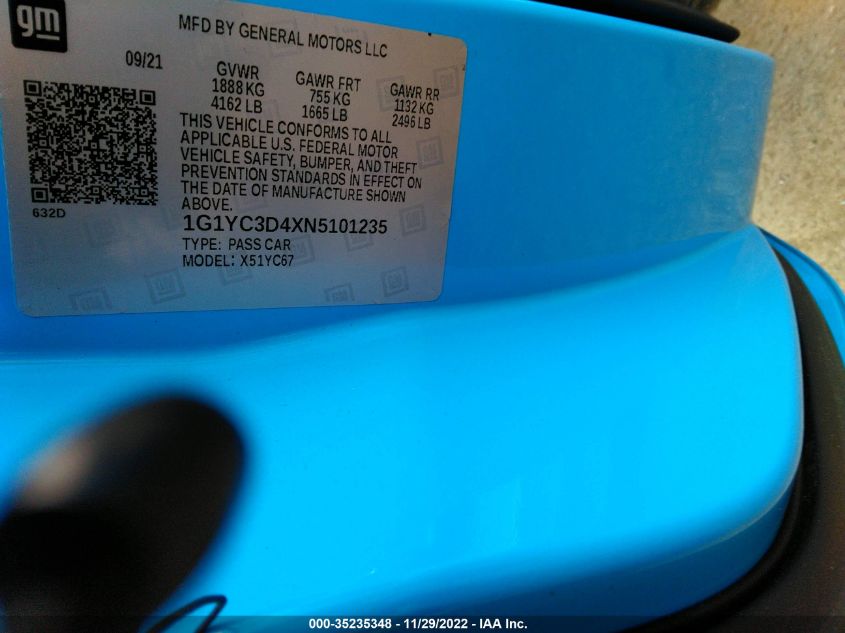 gm
MFD BY GENERAL MOTORS LLC
09/21
GVWR GAWR FRT GAWR RR
1888 KG 755 KG 1132 KG
4162 LB 1665 LB 2496 LB
THIS VEHICLE CONFORMS TO ALL
APPLICABLE U.S. FEDERAL MOTOR
VEHICLE SAFETY, BUMPER, AND THEFT
PREVENTION STANDARDS IN EFFECT ON
THE DATE OF MANUFACTURE SHOWN
ABOVE.
632D
1G1YC3D4XN5101235
TYPE: PASS CAR
MODEL: X51YC67
000-35235348 - 11/29/2022 - IAA Inc.